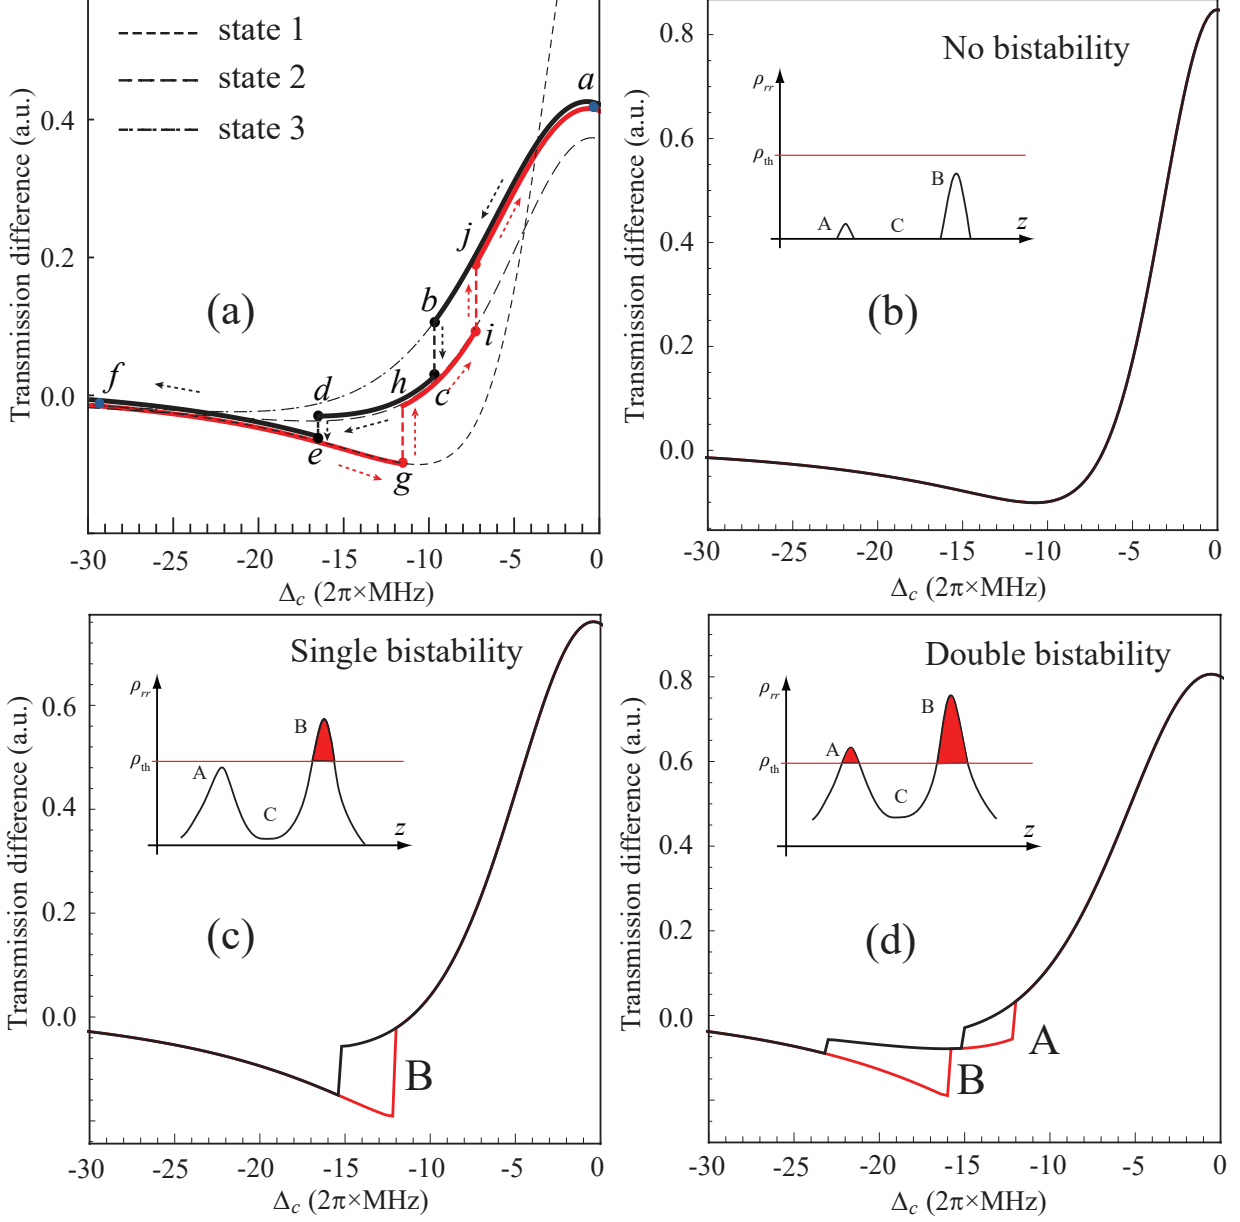 state 1
state 2
state 3
a
b
c
d
e
f
g
h
i
j
(a)
0.4
0.2
0.0
Transmission difference (a.u.)
-30 -25 -20 -15 -10 -5 0
Δc (2π×MHz)
No bistability
ρrr
ρth
A
B
C
z
(b)
0.8
0.6
0.4
0.2
0.0
Transmission difference (a.u.)
-30 -25 -20 -15 -10 -5 0
Δc (2π×MHz)
Single bistability
ρrr
ρth
A
B
C
z
(c)
B
0.6
0.4
0.2
0.0
Transmission difference (a.u.)
-30 -25 -20 -15 -10 -5 0
Δc (2π×MHz)
Double bistability
ρrr
ρth
A
B
C
z
(d)
A
B
0.8
0.6
0.4
0.2
0.0
Transmission difference (a.u.)
-30 -25 -20 -15 -10 -5 0
Δc (2π×MHz)